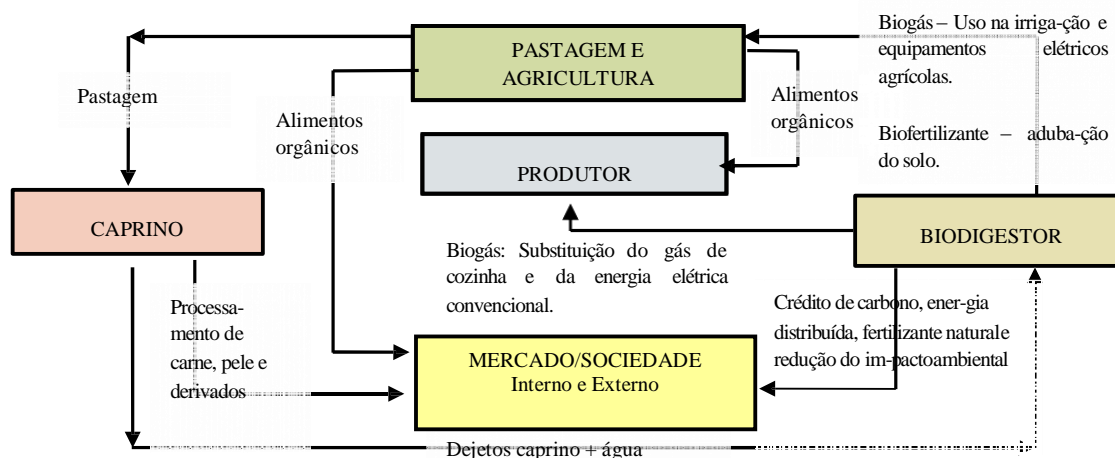 PASTAGEM E
AGRICULTURA
Biogás – Uso na irriga-ção e
equipamentos elétricos
agrícolas.
Biofertilizante – aduba-ção
do solo.
Pastagem
Alimentos
orgânicos
Alimentos
orgânicos
PRODUTOR
CAPRINO
BIODIGESTOR
Biogás: Substituição do gás de
cozinha e da energia elétrica
convencional.
Processa-
mento de
carne, pele e
derivados
Crédito de carbono, ener-gia
distribuída, fertilizante natural e
redução do im-pactoambiental
MERCADO/SOCIEDADE
Interno e Externo
Dejetos caprino + água